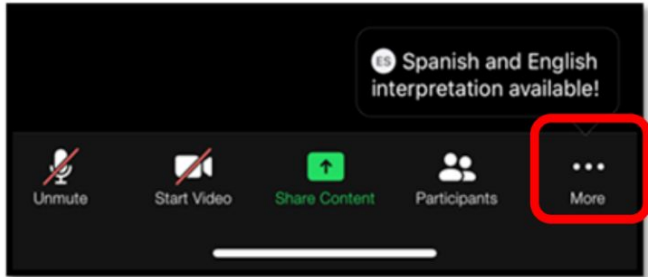 ES Spanish and English
interpretation available!
Unmute
Start Video
Share Content
Participants
More